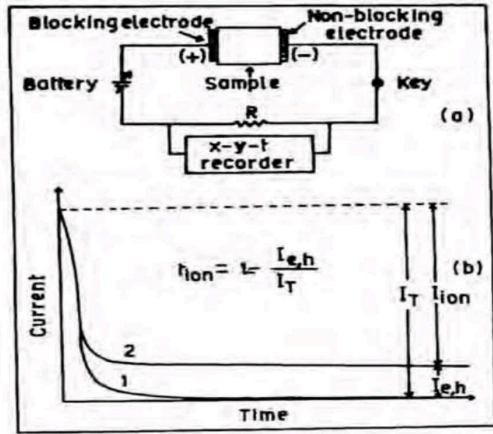 Blocking electrode
Non-blocking
electrode
(+)
(-)
Battery
Sample
Key
R
(a)
x-y-t
recorder
(b)
t_ion = 1- I_e,h / I_T
I_T
I_ion
Current
2
1
I_e,h
Time